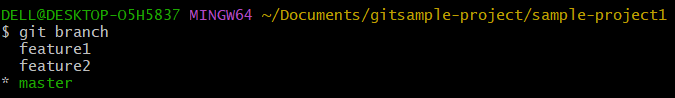 DELL@DESKTOP-O5H5837 MINGW64 ~/Documents/gitsample-project/sample-project1
$ git branch
  feature1
  feature2
* master